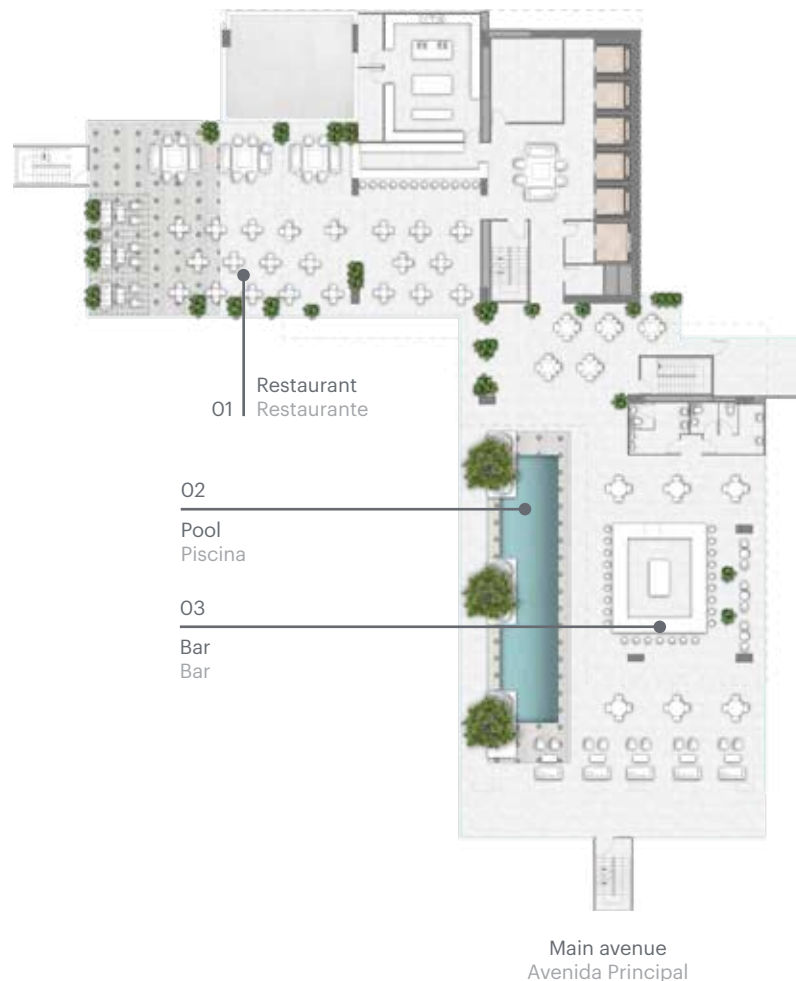 Restaurant
01 Restaurante
02
Pool
Piscina
03
Bar
Bar
Main avenue
Avenida Principal